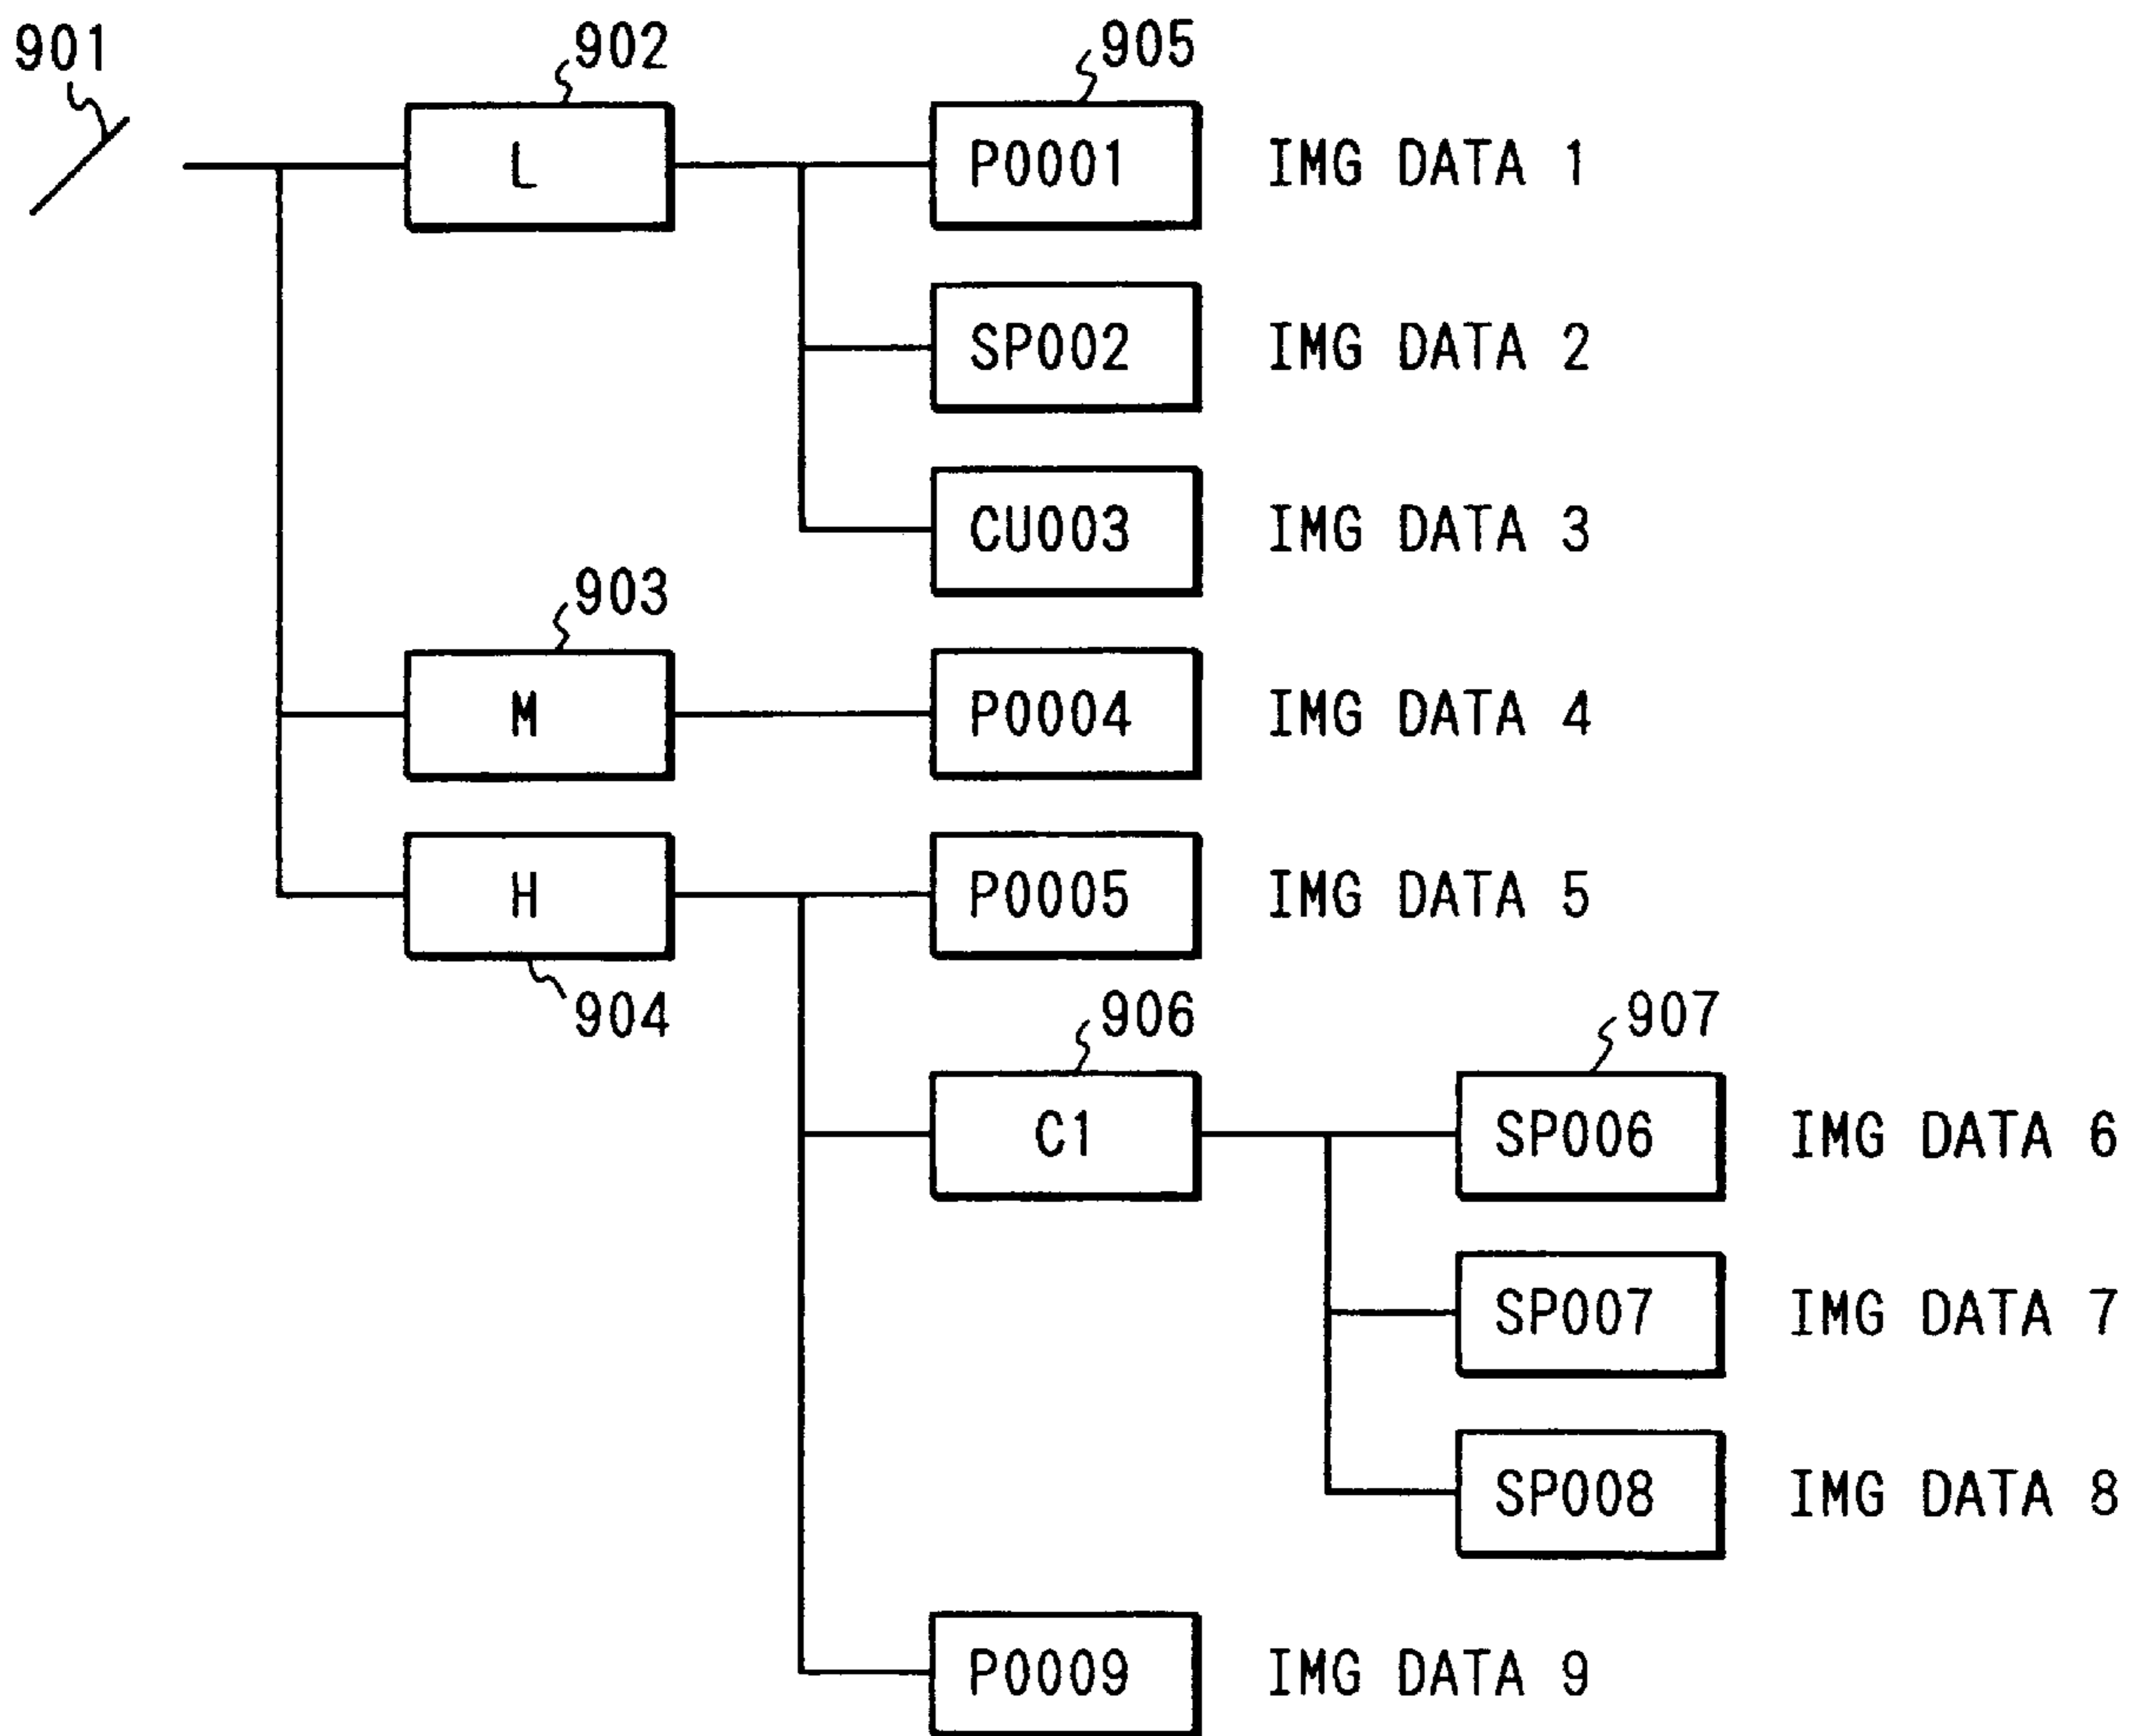 901
902
905
L
P0001 IMG DATA 1
SP002 IMG DATA 2
CU003 IMG DATA 3
903
M
P0004 IMG DATA 4
H
P0005 IMG DATA 5
904
906
907
C1
SP006 IMG DATA 6
SP007 IMG DATA 7
SP008 IMG DATA 8
P0009 IMG DATA 9